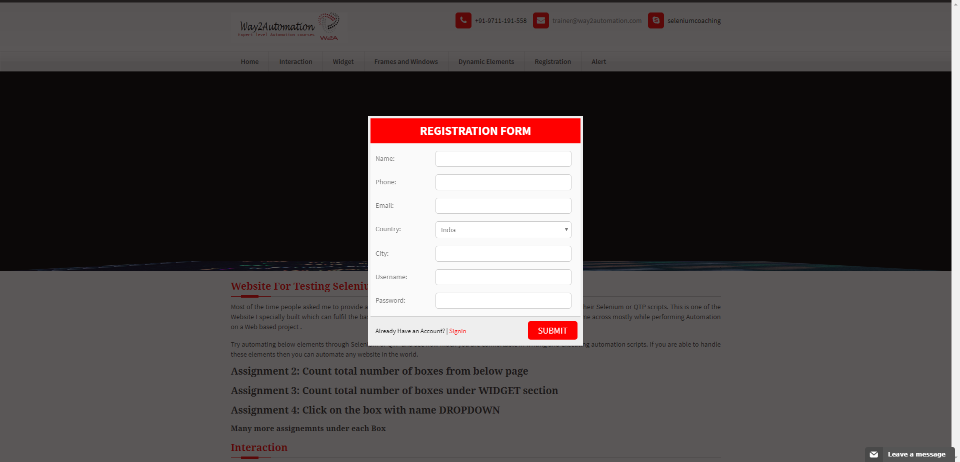 Way2Automation
+91-9711-191-558
trainer@way2automation.com
seleniumcoaching
Home
Interaction
Widget
Frames and Windows
Dynamic Elements
Registration
Alert
REGISTRATION FORM
Name:
Phone:
Email:
Country:
India
City:
Username:
Password:
Already Have an Account? | Signin
SUBMIT
Website For Testing Seleniu
Most of the time people asked me to provide a
Selenium or QTP scripts. This is one of the
Website I specially built which can fulfill the ba
across mostly while performing Automation
on a Web based project .
Try automating below elements through Selen
automation scripts. If you are able to handle
these elements then you can automate any website in the world.
Assignment 2: Count total number of boxes from below page
Assignment 3: Count total number of boxes under WIDGET section
Assignment 4: Click on the box with name DROPDOWN
Many more assignemnts under each Box
Interaction
Leave a message